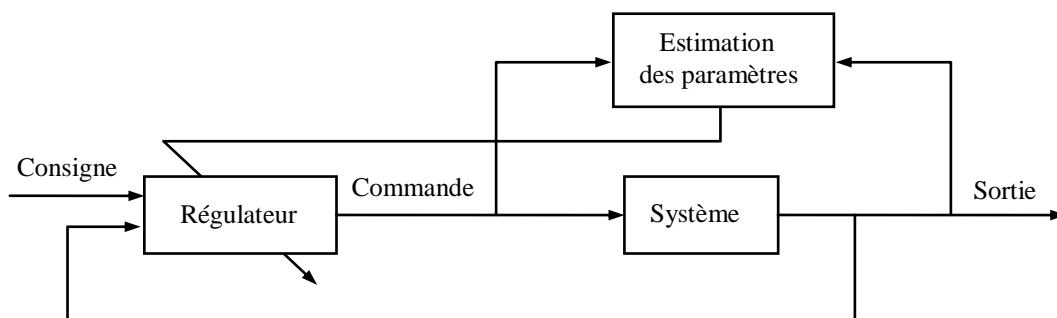 Estimation
des paramètres
Consigne
Commande
Sortie
Régulateur
Système